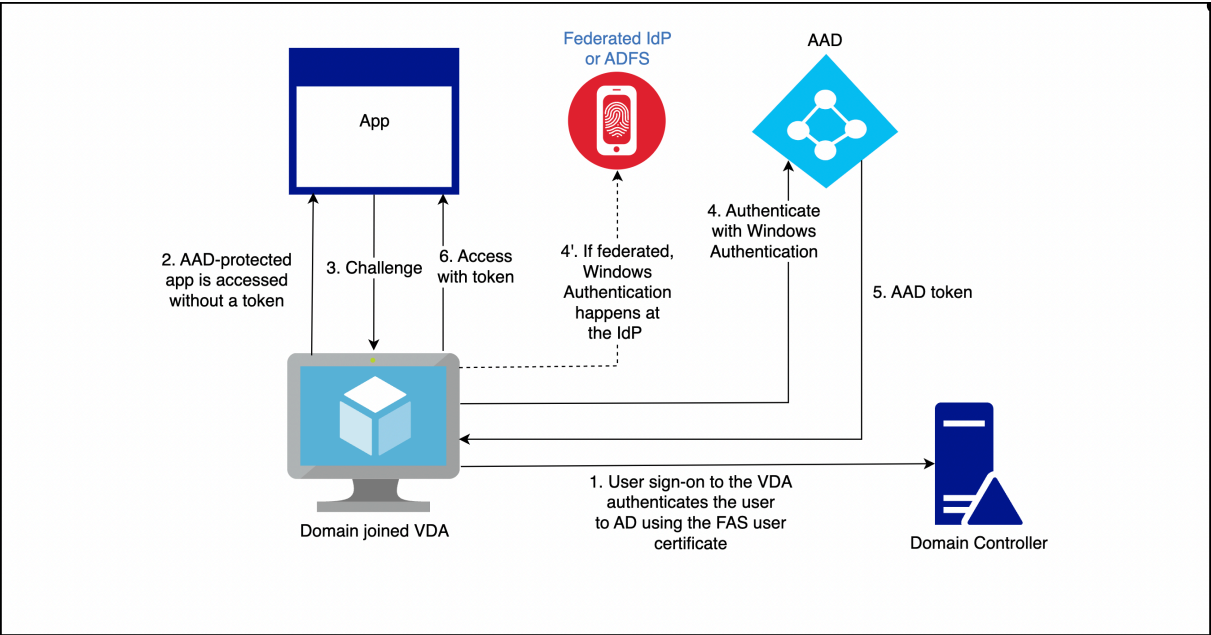 Federated IdP
or ADFS
AAD
App
2. AAD-protected
app is accessed
without a token
3. Challenge
6. Access
with token
4'. If federated,
Windows
Authentication
happens at
the IdP
4. Authenticate
with Windows
Authentication
5. AAD token
1. User sign-on to the VDA
authenticates the user
to AD using the FAS user
certificate
Domain joined VDA
Domain Controller